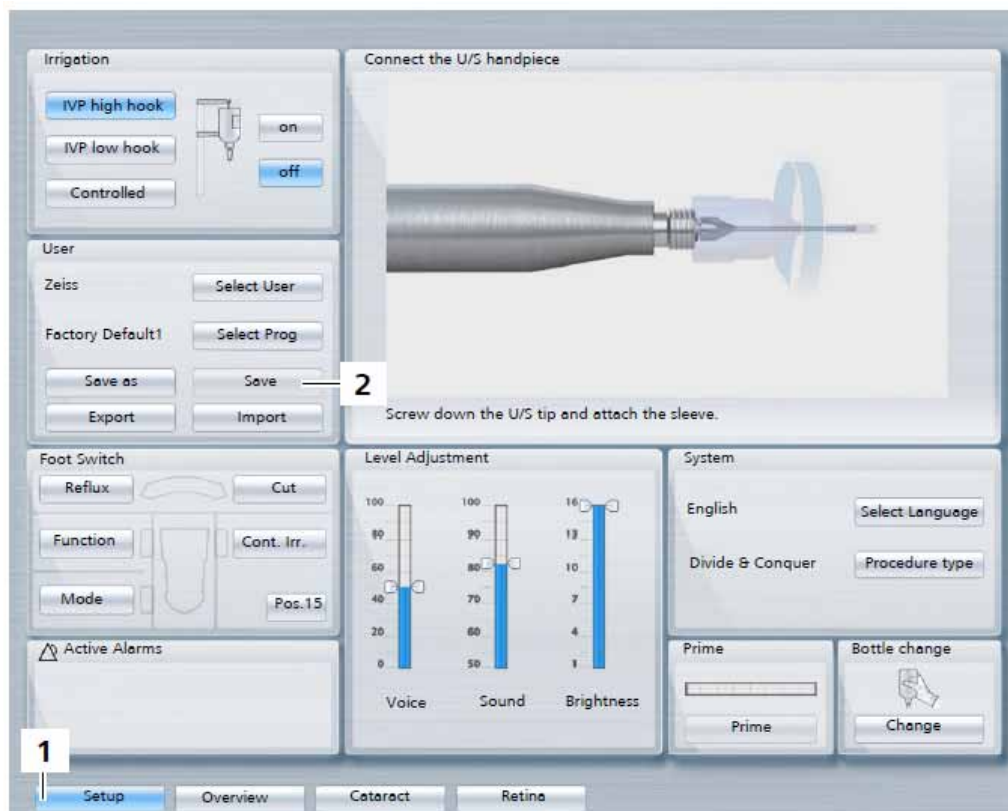 Irrigation
IVP high hook
on
IVP low hook
off
Controlled
Connect the U/S handpiece
Screw down the U/S tip and attach the sleeve.
User
Zeiss
Select User
Factory Default1
Select Prog
Save as
Save
2
Export
Import
Foot Switch
Reflux
Cut
Function
Cont. Irr.
Mode
Pos.15
Level Adjustment
100 100 16
80 90 13
60 80 10
40 70 7
20 60 4
0 50 1
Voice Sound Brightness
System
English
Select Language
Divide & Conquer
Procedure type
Active Alarms
Prime
Prime
Bottle change
Change
1
Setup
Overview
Cataract
Retina